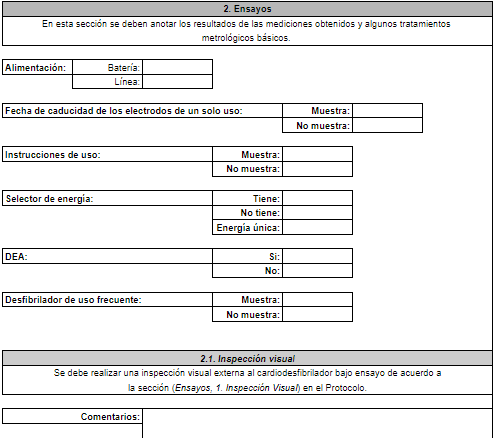 2. Ensayos
En esta sección se deben anotar los resultados de las mediciones obtenidos y algunos tratamientos
metrológicos básicos.
Alimentación: Batería:
Línea:
Fecha de caducidad de los electrodos de un solo uso: Muestra:
No muestra:
Instrucciones de uso: Muestra:
No muestra:
Selector de energía: Tiene:
No tiene:
Energía única:
DEA: Si:
No:
Desfibrilador de uso frecuente: Muestra:
No muestra:
2.1. Inspección visual
Se debe realizar una inspección visual externa al cardiodesfibrilador bajo ensayo de acuerdo a
la sección (Ensayos, 1. Inspección Visual) en el Protocolo.
Comentarios: